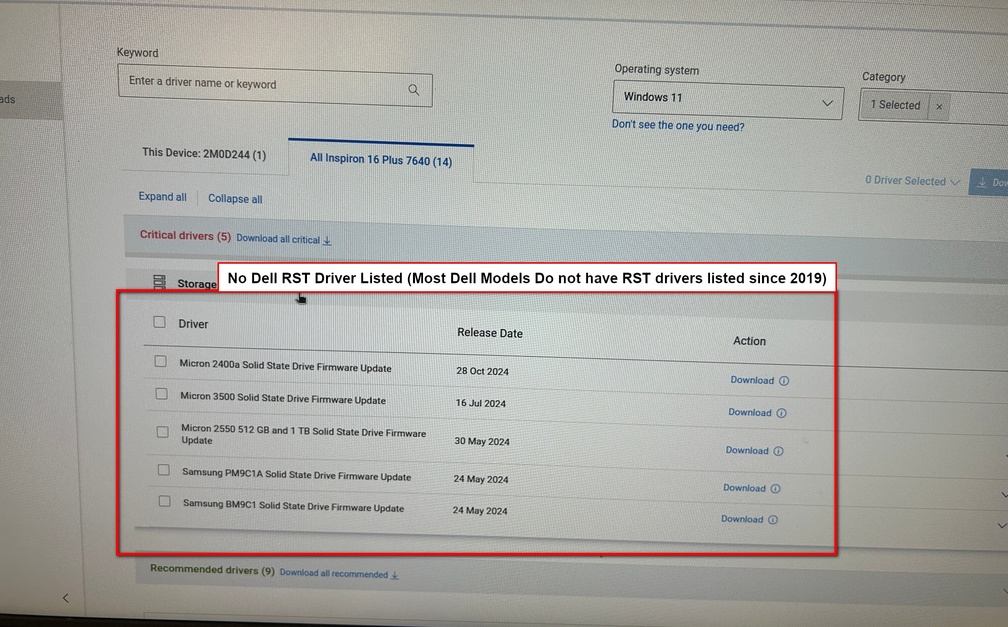 Keyword
Enter a driver name or keyword
Operating system
Windows 11
Don't see the one you need?
Category
1 Selected ×
ads
This Device: 2M0D244 (1)
All Inspiron 16 Plus 7640 (14)
0 Driver Selected
Expand all
Collapse all
Critical drivers (5) Download all critical
No Dell RST Driver Listed (Most Dell Models Do not have RST drivers listed since 2019)
Storage
Driver Release Date Action
Micron 2400a Solid State Drive Firmware Update 28 Oct 2024 Download
Micron 3500 Solid State Drive Firmware Update 16 Jul 2024 Download
Micron 2550 512 GB and 1 TB Solid State Drive Firmware
Update 30 May 2024 Download
Samsung PM9C1A Solid State Drive Firmware Update 24 May 2024 Download
Samsung BM9C1 Solid State Drive Firmware Update 24 May 2024 Download
Recommended drivers (9) Download all recommended